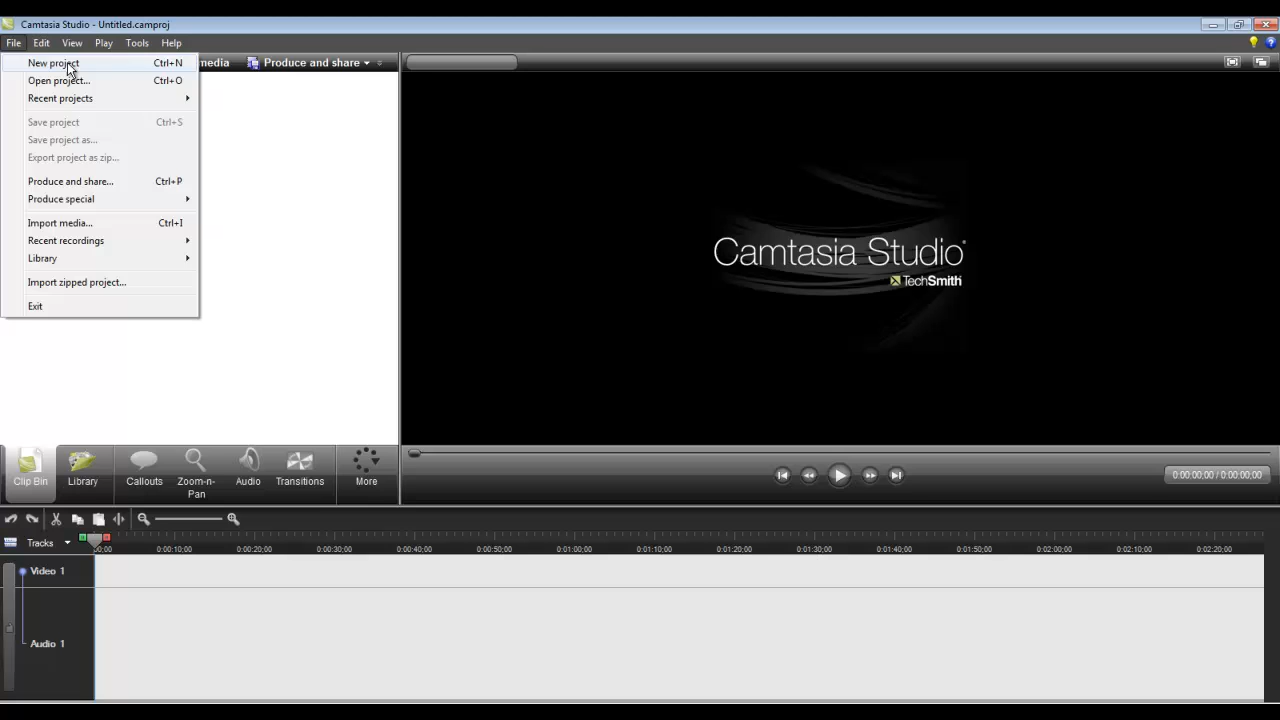 Camtasia Studio - Untitled.camproj
File Edit View Play Tools Help
New project Ctrl+N
media Produce and share
Open project... Ctrl+O
Recent projects
Save project Ctrl+S
Save project as...
Export project as zip...
Produce and share... Ctrl+P
Produce special
Import media... Ctrl+I
Recent recordings
Library
Import zipped project...
Exit
Camtasia Studio
TechSmith
Clip Bin Library Callouts Zoom-n-Pan Audio Transitions More
0:00:00;00 / 0:00:00;00
Tracks
00;00 0:00:10;00 0:00:20;00 0:00:30;00 0:00:40;00 0:00:50;00 0:01:00;00 0:01:10;00 0:01:20;00 0:01:30;00 0:01:40;00 0:01:50;00 0:02:00;00 0:02:10;00 0:02:20;00
Video 1
Audio 1